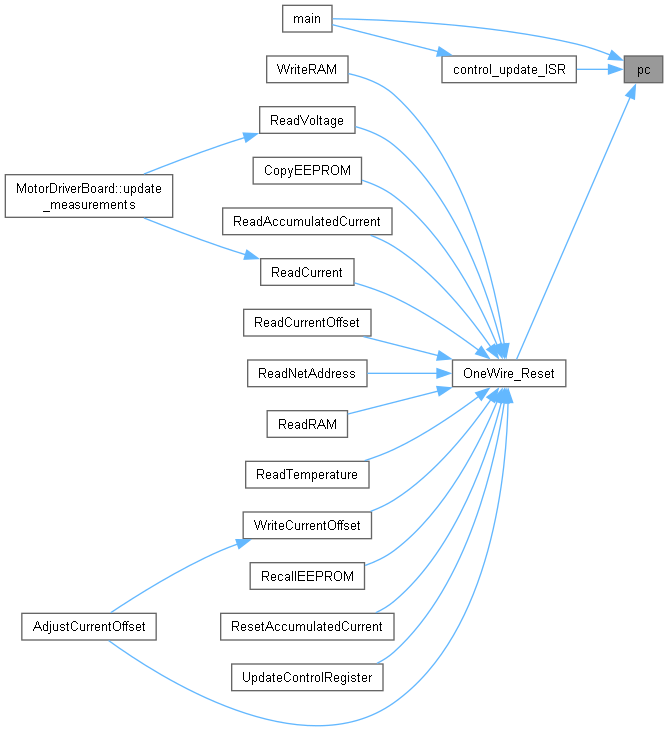 main
control_update_ISR
pc
WriteRAM
ReadVoltage
CopyEEPROM
MotorDriverBoard::update
_measurements
ReadAccumulatedCurrent
ReadCurrent
ReadCurrentOffset
ReadNetAddress
OneWire_Reset
ReadRAM
ReadTemperature
WriteCurrentOffset
RecallEEPROM
AdjustCurrentOffset
ResetAccumulatedCurrent
UpdateControlRegister